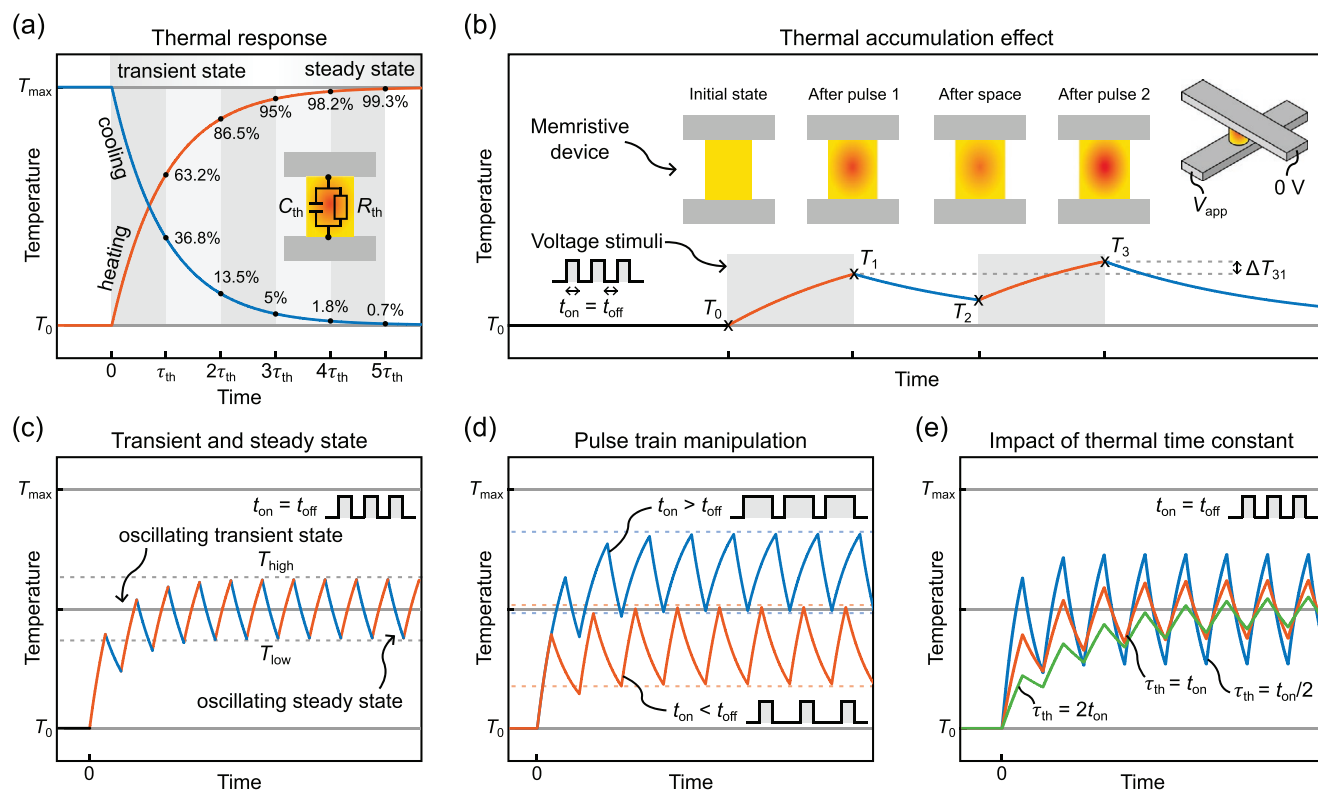 (a)
Thermal response
transient state
steady state
T_max
T_0
Temperature
cooling
heating
63.2%
86.5%
95%
98.2%
99.3%
36.8%
13.5%
5%
1.8%
0.7%
C_th
R_th
0
τ_th
2τ_th
3τ_th
4τ_th
5τ_th
Time
(b)
Thermal accumulation effect
Initial state
After pulse 1
After space
After pulse 2
Memristive
device
V_app
0 V
Voltage stimuli
t_on = t_off
T_0
T_1
T_2
T_3
ΔT_31
T_0
Temperature
Time
(c)
Transient and steady state
T_max
t_on = t_off
oscillating transient state
T_high
T_low
oscillating steady state
T_0
Temperature
0
Time
(d)
Pulse train manipulation
T_max
t_on > t_off
t_on < t_off
T_0
Temperature
0
Time
(e)
Impact of thermal time constant
T_max
t_on = t_off
τ_th = t_on
τ_th = t_on/2
τ_th = 2t_on
T_0
Temperature
0
Time